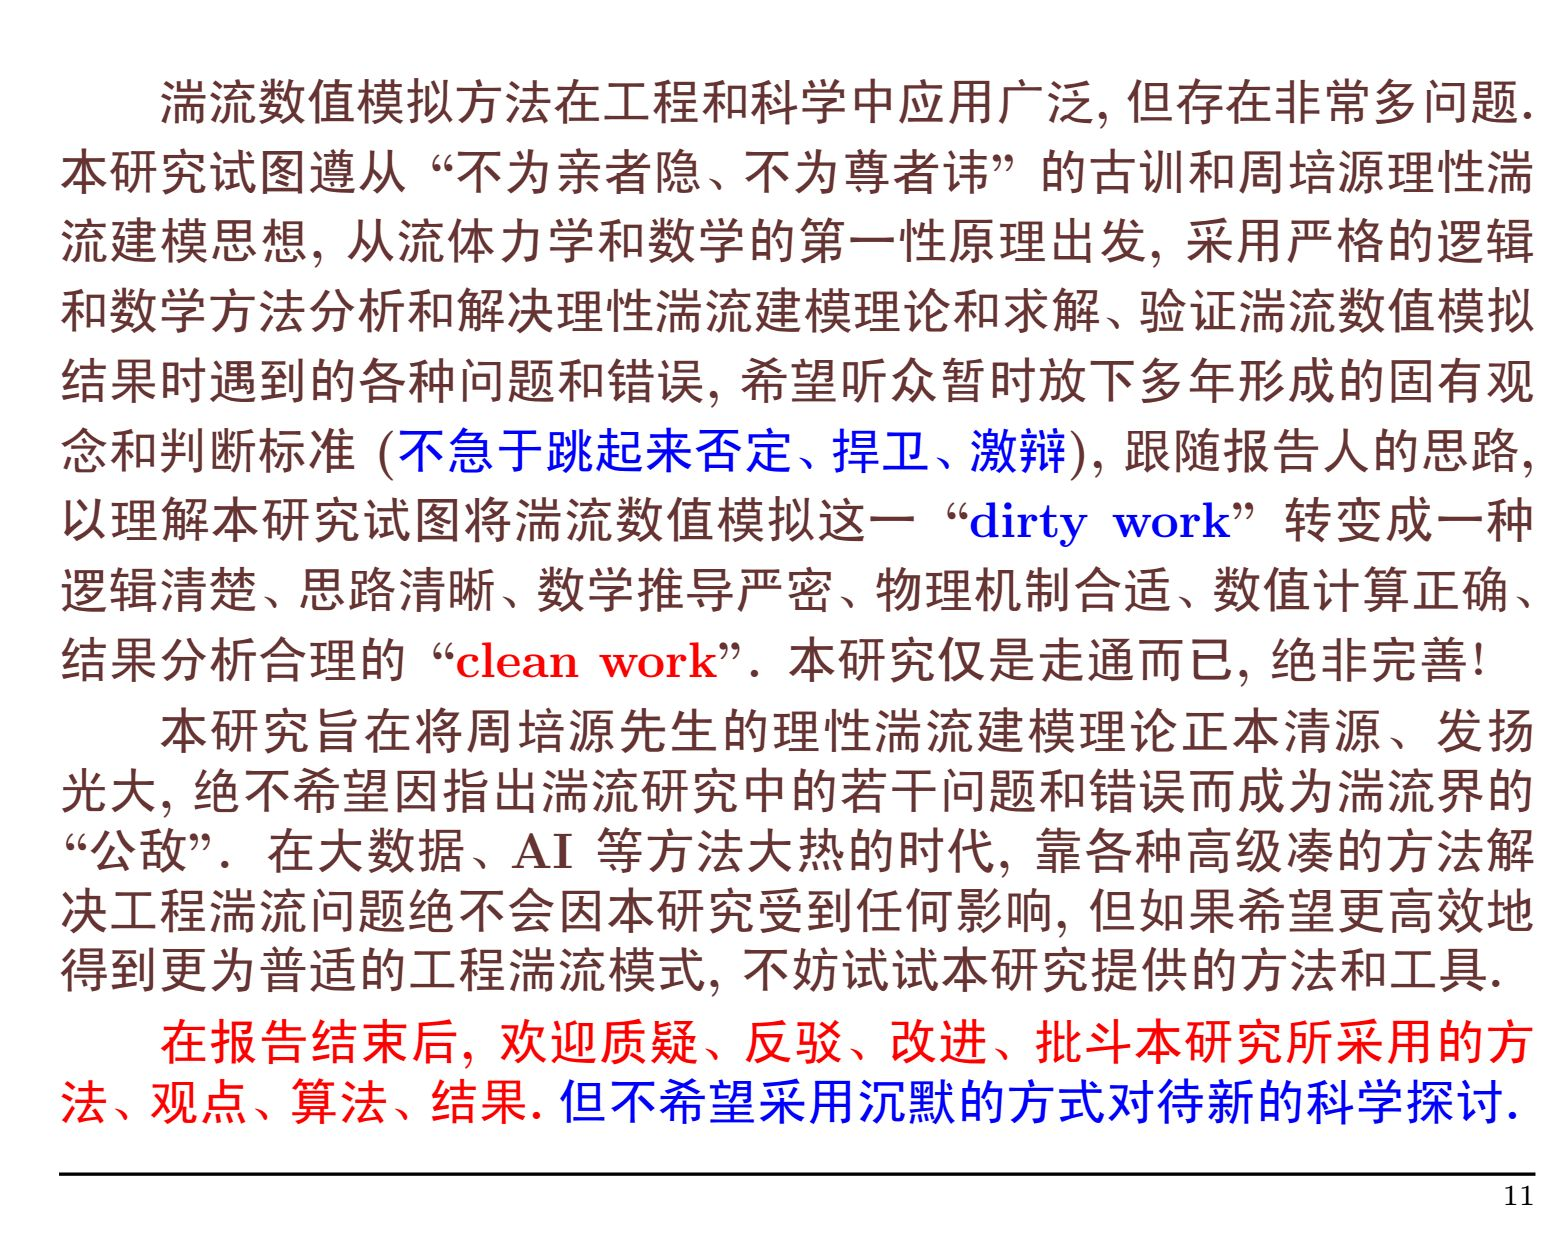 湍流数值模拟方法在工程和科学中应用广泛, 但存在非常多问题.
本研究试图遵从 “不为亲者隐、不为尊者讳” 的古训和周培源理性湍
流建模思想, 从流体力学和数学的第一性原理出发, 采用严格的逻辑
和数学方法分析和解决理性湍流建模理论和求解、验证湍流数值模拟
结果时遇到的各种问题和错误, 希望听众暂时放下多年形成的固有观
念和判断标准 (不急于跳起来否定、捍卫、激辩), 跟随报告人的思路,
以理解本研究试图将湍流数值模拟这一 “dirty work” 转变成一种
逻辑清楚、思路清晰、数学推导严密、物理机制合适、数值计算正确、
结果分析合理的 “clean work”. 本研究仅是走通而已, 绝非完善!
本研究旨在将周培源先生的理性湍流建模理论正本清源、发扬
光大, 绝不希望因指出湍流研究中的若干问题和错误而成为湍流界的
“公敌”. 在大数据、AI 等方法大热的时代, 靠各种高级凑的方法解
决工程湍流问题绝不会因本研究受到任何影响, 但如果希望更高效地
得到更为普适的工程湍流模式, 不妨试试本研究提供的方法和工具.
在报告结束后, 欢迎质疑、反驳、改进、批斗本研究所采用的方
法、观点、算法、结果. 但不希望采用沉默的方式对待新的科学探讨.
11